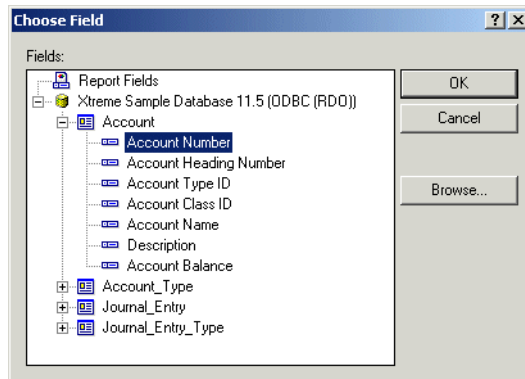 Choose Field
Fields:
Report Fields
Xtreme Sample Database 11.5 (ODBC (RDO))
Account
Account Number
Account Heading Number
Account Type ID
Account Class ID
Account Name
Description
Account Balance
Account_Type
Journal_Entry
Journal_Entry_Type
OK
Cancel
Browse...